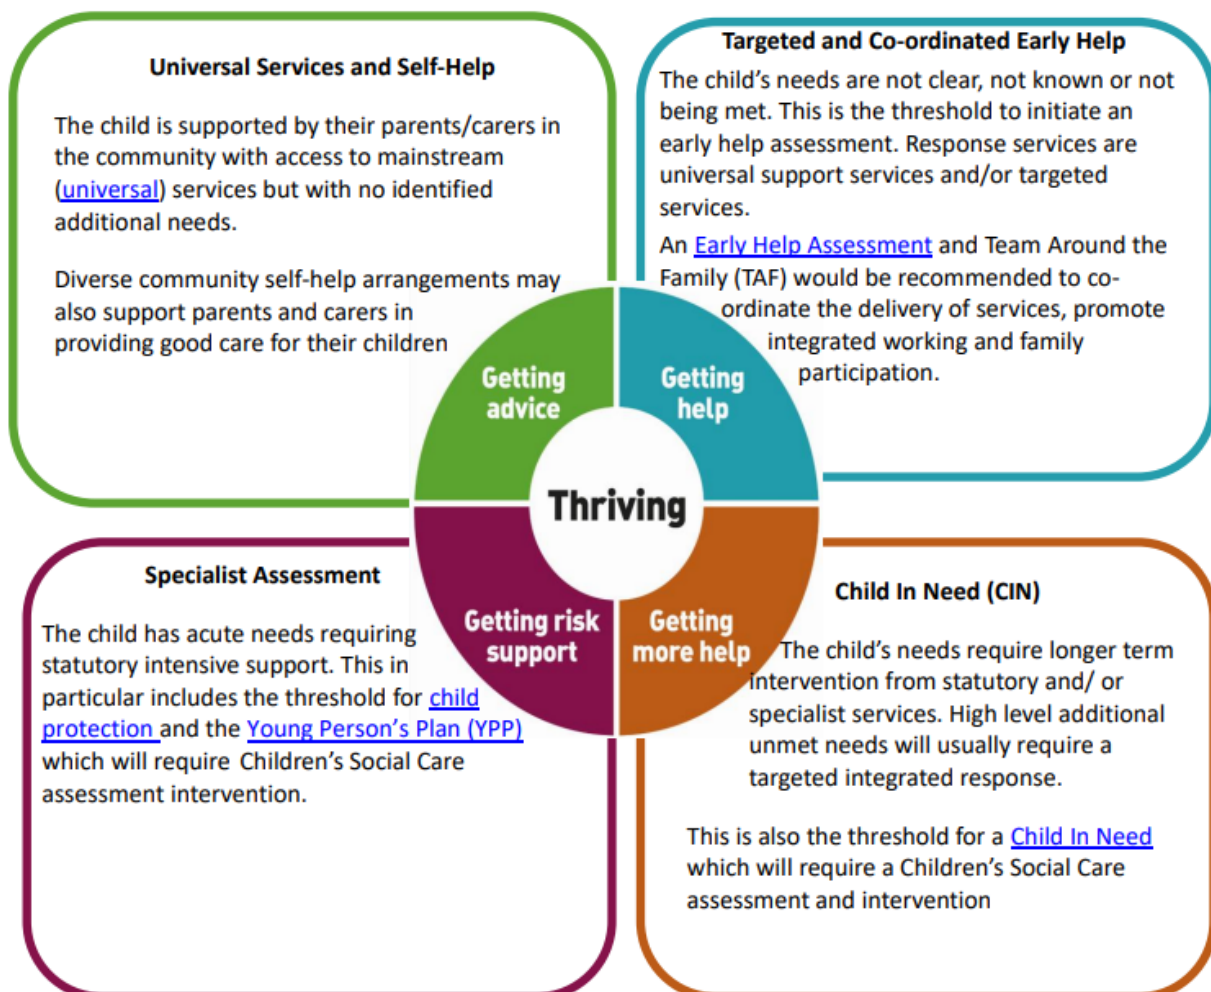 Universal Services and Self-Help
The child is supported by their parents/carers in
the community with access to mainstream
(universal) services but with no identified
additional needs.
Diverse community self-help arrangements may
also support parents and carers in
providing good care for their children
Targeted and Co-ordinated Early Help
The child’s needs are not clear, not known or not
being met. This is the threshold to initiate an
early help assessment. Response services are
universal support services and/or targeted
services.
An Early Help Assessment and Team Around the
Family (TAF) would be recommended to co-
ordinate the delivery of services, promote
integrated working and family
participation.
Getting
advice
Getting
help
Thriving
Getting risk
support
Getting
more help
Specialist Assessment
The child has acute needs requiring
statutory intensive support. This in
particular includes the threshold for child
protection and the Young Person’s Plan (YPP)
which will require Children’s Social Care
assessment intervention.
Child In Need (CIN)
The child’s needs require longer term
intervention from statutory and/ or
specialist services. High level additional
unmet needs will usually require a
targeted integrated response.
This is also the threshold for a Child In Need
which will require a Children’s Social Care
assessment and intervention